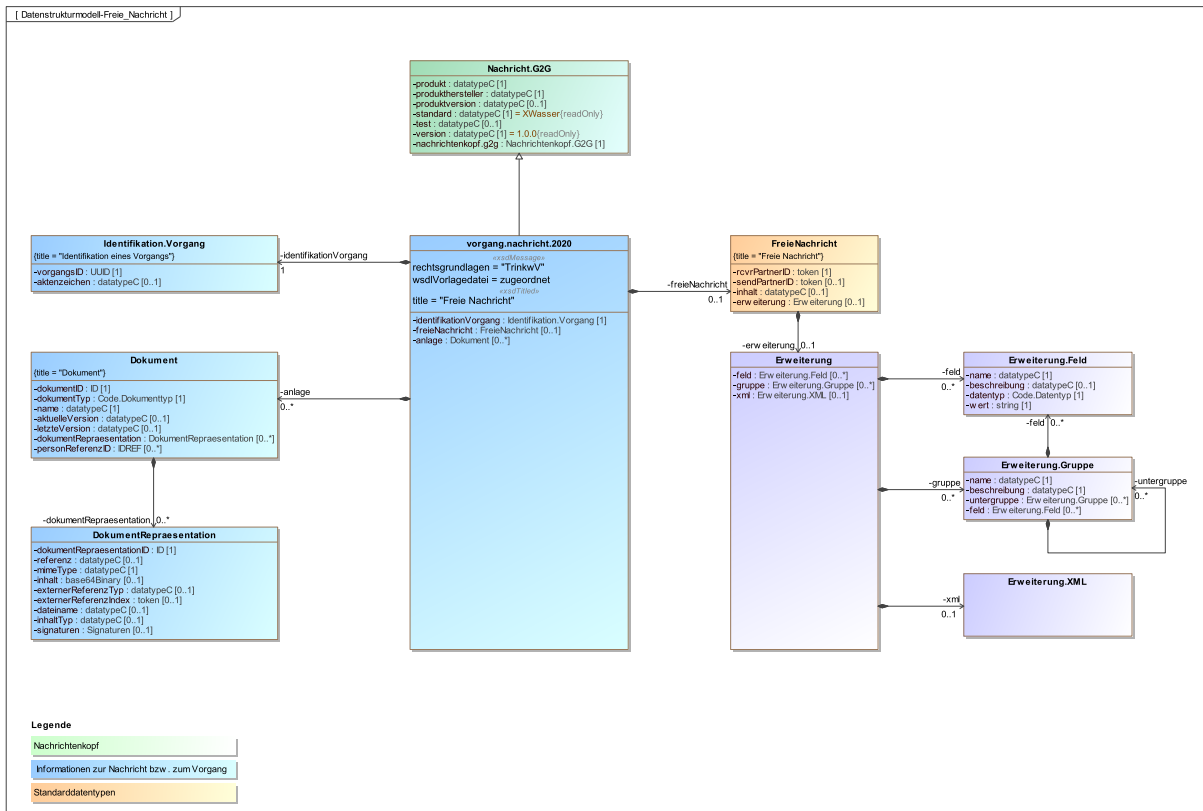 [ Datenstrukturmodell-Freie_Nachricht ]
Nachricht.G2G
-produkt : datatypeC [1]
-produkthersteller : datatypeC [1]
-produktversion : datatypeC [0..1]
-standard : datatypeC [1] = XWasser{readOnly}
-test : datatypeC [0..1]
-version : datatypeC [1] = 1.0.0{readOnly}
-nachrichtenkopf.g2g : Nachrichtenkopf.G2G [1]
Identifikation.Vorgang
{title = "Identifikation eines Vorgangs"}
-vorgangsID : UUID [1]
-aktenzeichen : datatypeC [0..1]
-identifikationVorgang
1
vorgang.nachricht.2020
«xsdMessage»
rechtsgrundlagen = "TrinkwV"
wsdlVorlagedatei = zugeordnet
«xsdTitled»
title = "Freie Nachricht"
-identifikationVorgang : Identifikation.Vorgang [1]
-freieNachricht : FreieNachricht [0..1]
-anlage : Dokument [0..*]
-freieNachricht
0..1
FreieNachricht
{title = "Freie Nachricht"}
-rcvrPartnerID : token [1]
-sendPartnerID : token [0..1]
-inhalt : datatypeC [0..1]
-erweiterung : Erweiterung [0..1]
-erweiterung 0..1
Dokument
{title = "Dokument"}
-dokumentID : ID [1]
-dokumentTyp : Code.Dokumenttyp [1]
-name : datatypeC [1]
-aktuelleVersion : datatypeC [0..1]
-letzteVersion : datatypeC [0..1]
-dokumentRepraesentation : DokumentRepraesentation [0..*]
-personReferenzID : IDREF [0..*]
-anlage
0..*
-dokumentRepraesentation 0..*
DokumentRepraesentation
-dokumentRepraesentationID : ID [1]
-referenz : datatypeC [0..1]
-mimeType : datatypeC [1]
-inhalt : base64Binary [0..1]
-externerReferenzTyp : datatypeC [0..1]
-externerReferenzIndex : token [0..1]
-dateiname : datatypeC [0..1]
-inhaltTyp : datatypeC [0..1]
-signaturen : Signaturen [0..1]
Erweiterung
-feld : Erweiterung.Feld [0..*]
-gruppe : Erweiterung.Gruppe [0..*]
-xml : Erweiterung.XML [0..1]
-feld
0..*
Erweiterung.Feld
-name : datatypeC [1]
-beschreibung : datatypeC [0..1]
-datentyp : Code.Datentyp [1]
-wert : string [1]
-feld 0..*
-gruppe
0..*
Erweiterung.Gruppe
-name : datatypeC [1]
-beschreibung : datatypeC [1]
-untergruppe : Erweiterung.Gruppe [0..*]
-feld : Erweiterung.Feld [0..*]
-untergruppe
0..*
-xml
0..1
Erweiterung.XML
Legende
Nachrichtenkopf
Informationen zur Nachricht bzw. zum Vorgang
Standarddatentypen